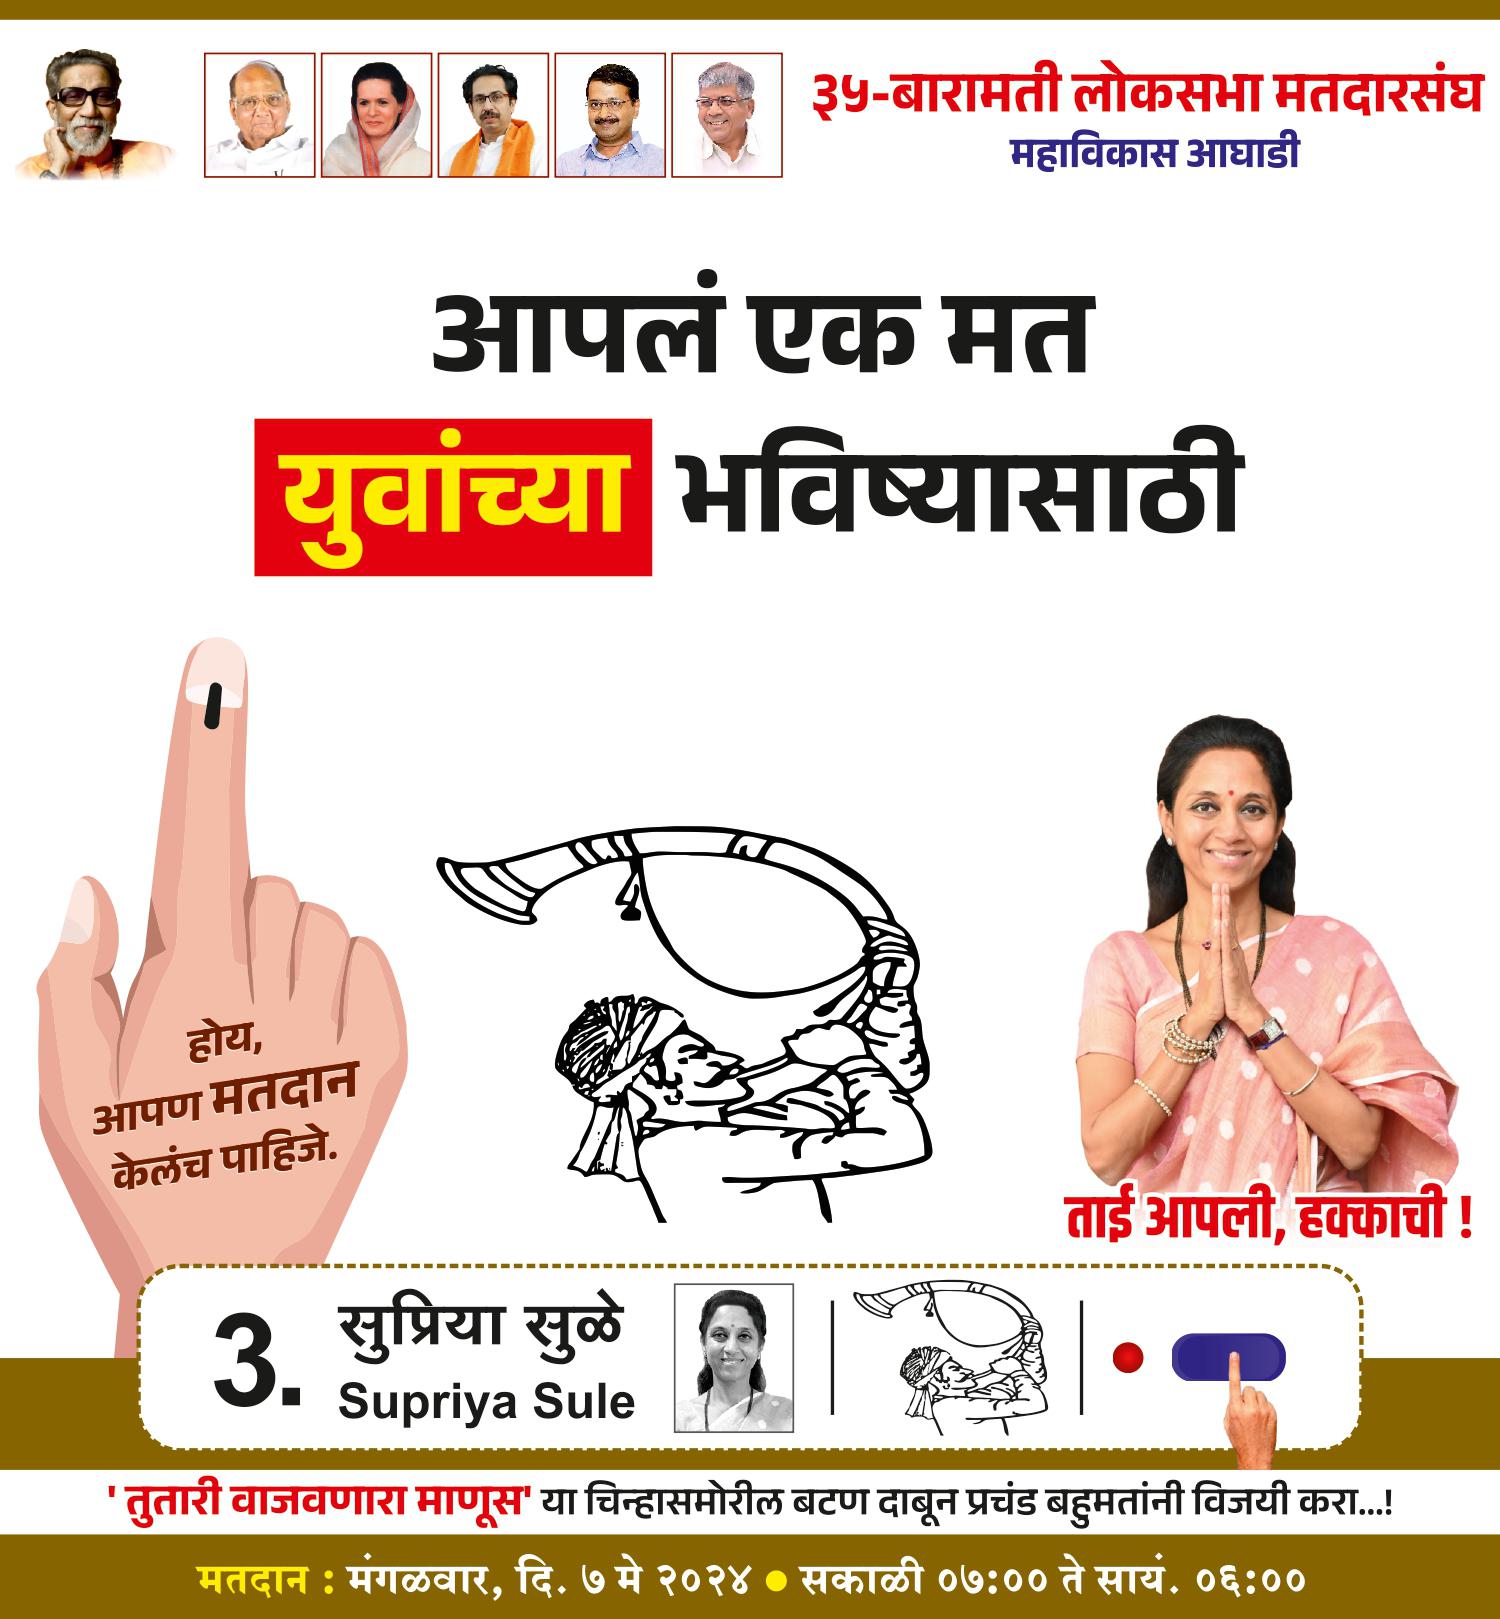 ३५-बारामती लोकसभा मतदारसंघ
महाविकास आघाडी
आपलं एक मत
युवांच्या भविष्यासाठी
होय,
आपण मतदान
केलंच पाहिजे.
ताई आपली, हक्काची !
3. सुप्रिया सुळे
Supriya Sule
' तुतारी वाजवणारा माणूस' या चिन्हासमोरील बटण दाबून प्रचंड बहुमतांनी विजयी करा...!
मतदान : मंगळवार, दि. ७ मे २०२४ ● सकाळी ०७:०० ते सायं. ०६:००